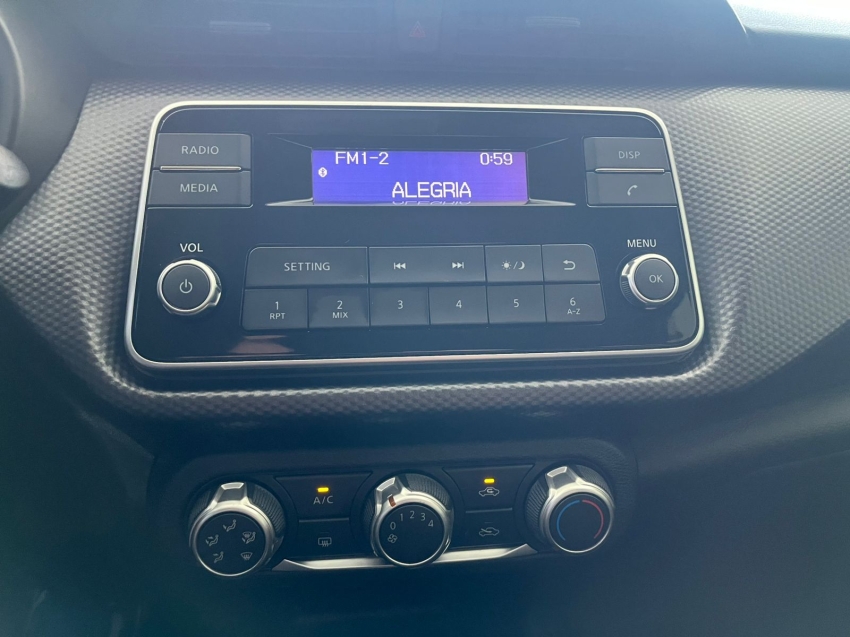 RADIO
MEDIA
FM1-2 0:59
ALEGRIA
DISP
VOL
MENU
SETTING
OK
1 RPT
2 MIX
3
4
5
6 A-Z
A/C
0 1 2 3 4